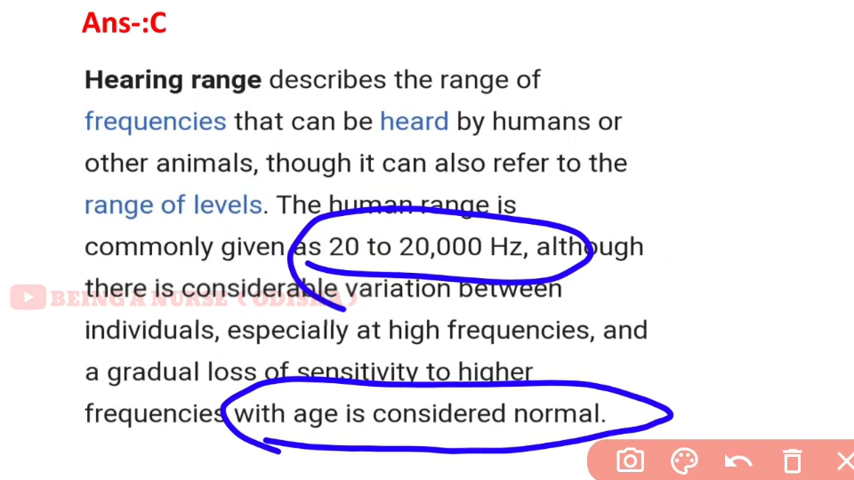 Ans-:C
Hearing range describes the range of
frequencies that can be heard by humans or
other animals, though it can also refer to the
range of levels. The human range is
commonly given as 20 to 20,000 Hz, although
there is considerable variation between
BEING A NURSE (ODISHA)
individuals, especially at high frequencies, and
a gradual loss of sensitivity to higher
frequencies with age is considered normal.